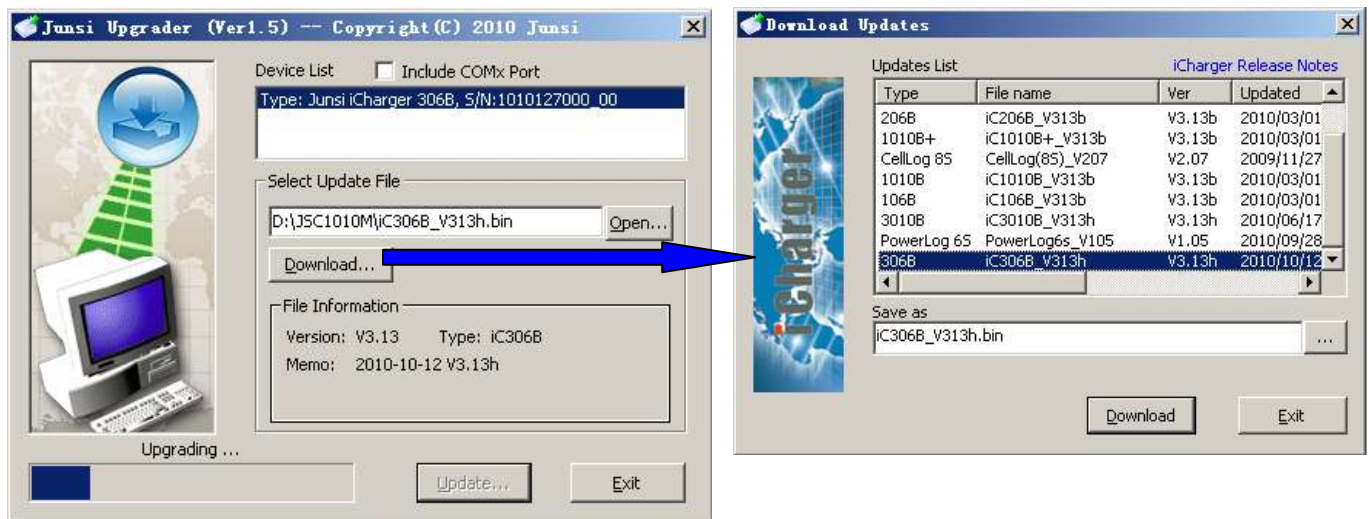 Junsi Upgrader (Ver1.5) -- Copyright(C) 2010 Junsi
Device List
Include COMx Port
Type: Junsi iCharger 306B, S/N:1010127000_00
Select Update File
D:\JSC1010M\iC306B_V313h.bin
Open...
Download...
File Information
Version: V3.13 Type: iC306B
Memo: 2010-10-12 V3.13h
Upgrading ...
Update...
Exit
Download Updates
iCharger
Updates List
iCharger Release Notes
Type File name Ver Updated
206B iC206B_V313b V3.13b 2010/03/01
1010B+ iC1010B+_V313b V3.13b 2010/03/01
CellLog 8S CellLog(8S)_V207 V2.07 2009/11/27
1010B iC1010B_V313b V3.13b 2010/03/01
106B iC106B_V313b V3.13b 2010/03/01
3010B iC3010B_V313h V3.13h 2010/06/17
PowerLog 6S PowerLog6s_V105 V1.05 2010/09/28
306B iC306B_V313h V3.13h 2010/10/12
Save as
iC306B_V313h.bin
...
Download
Exit